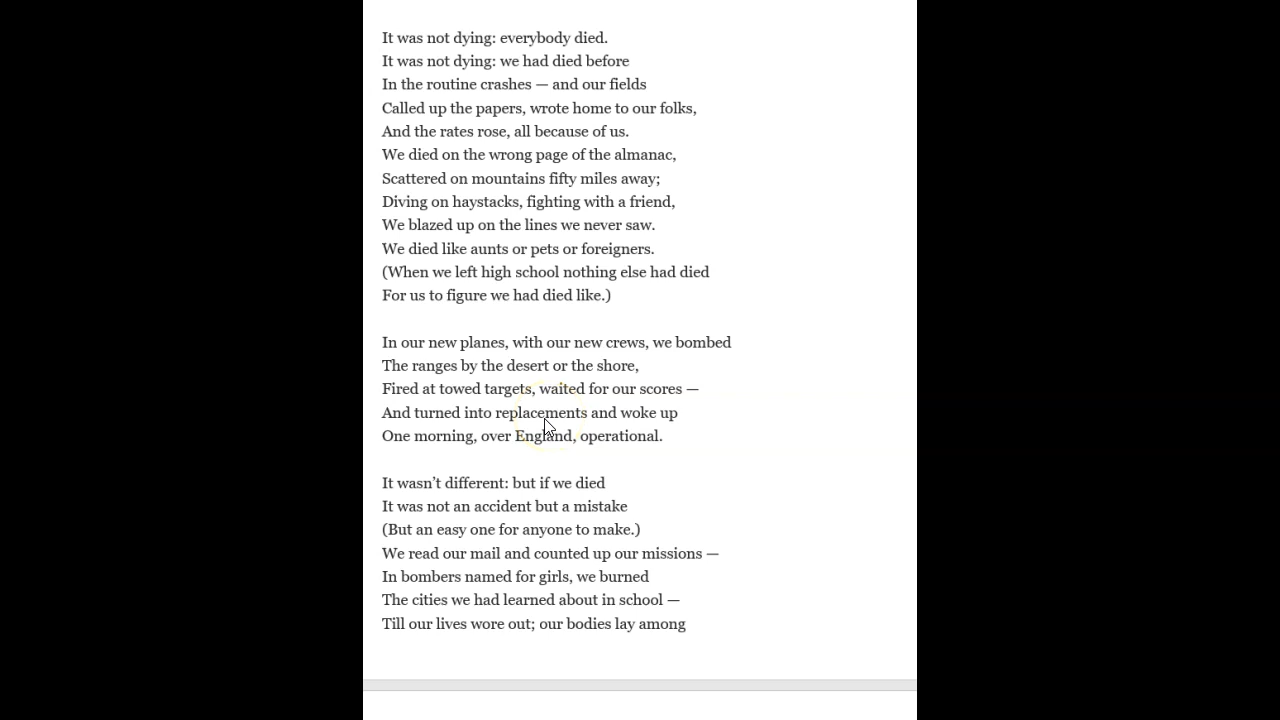 It was not dying: everybody died.
It was not dying: we had died before
In the routine crashes — and our fields
Called up the papers, wrote home to our folks,
And the rates rose, all because of us.
We died on the wrong page of the almanac,
Scattered on mountains fifty miles away;
Diving on haystacks, fighting with a friend,
We blazed up on the lines we never saw.
We died like aunts or pets or foreigners.
(When we left high school nothing else had died
For us to figure we had died like.)

In our new planes, with our new crews, we bombed
The ranges by the desert or the shore,
Fired at towed targets, waited for our scores —
And turned into replacements and woke up
One morning, over England, operational.

It wasn’t different: but if we died
It was not an accident but a mistake
(But an easy one for anyone to make.)
We read our mail and counted up our missions —
In bombers named for girls, we burned
The cities we had learned about in school —
Till our lives wore out; our bodies lay among